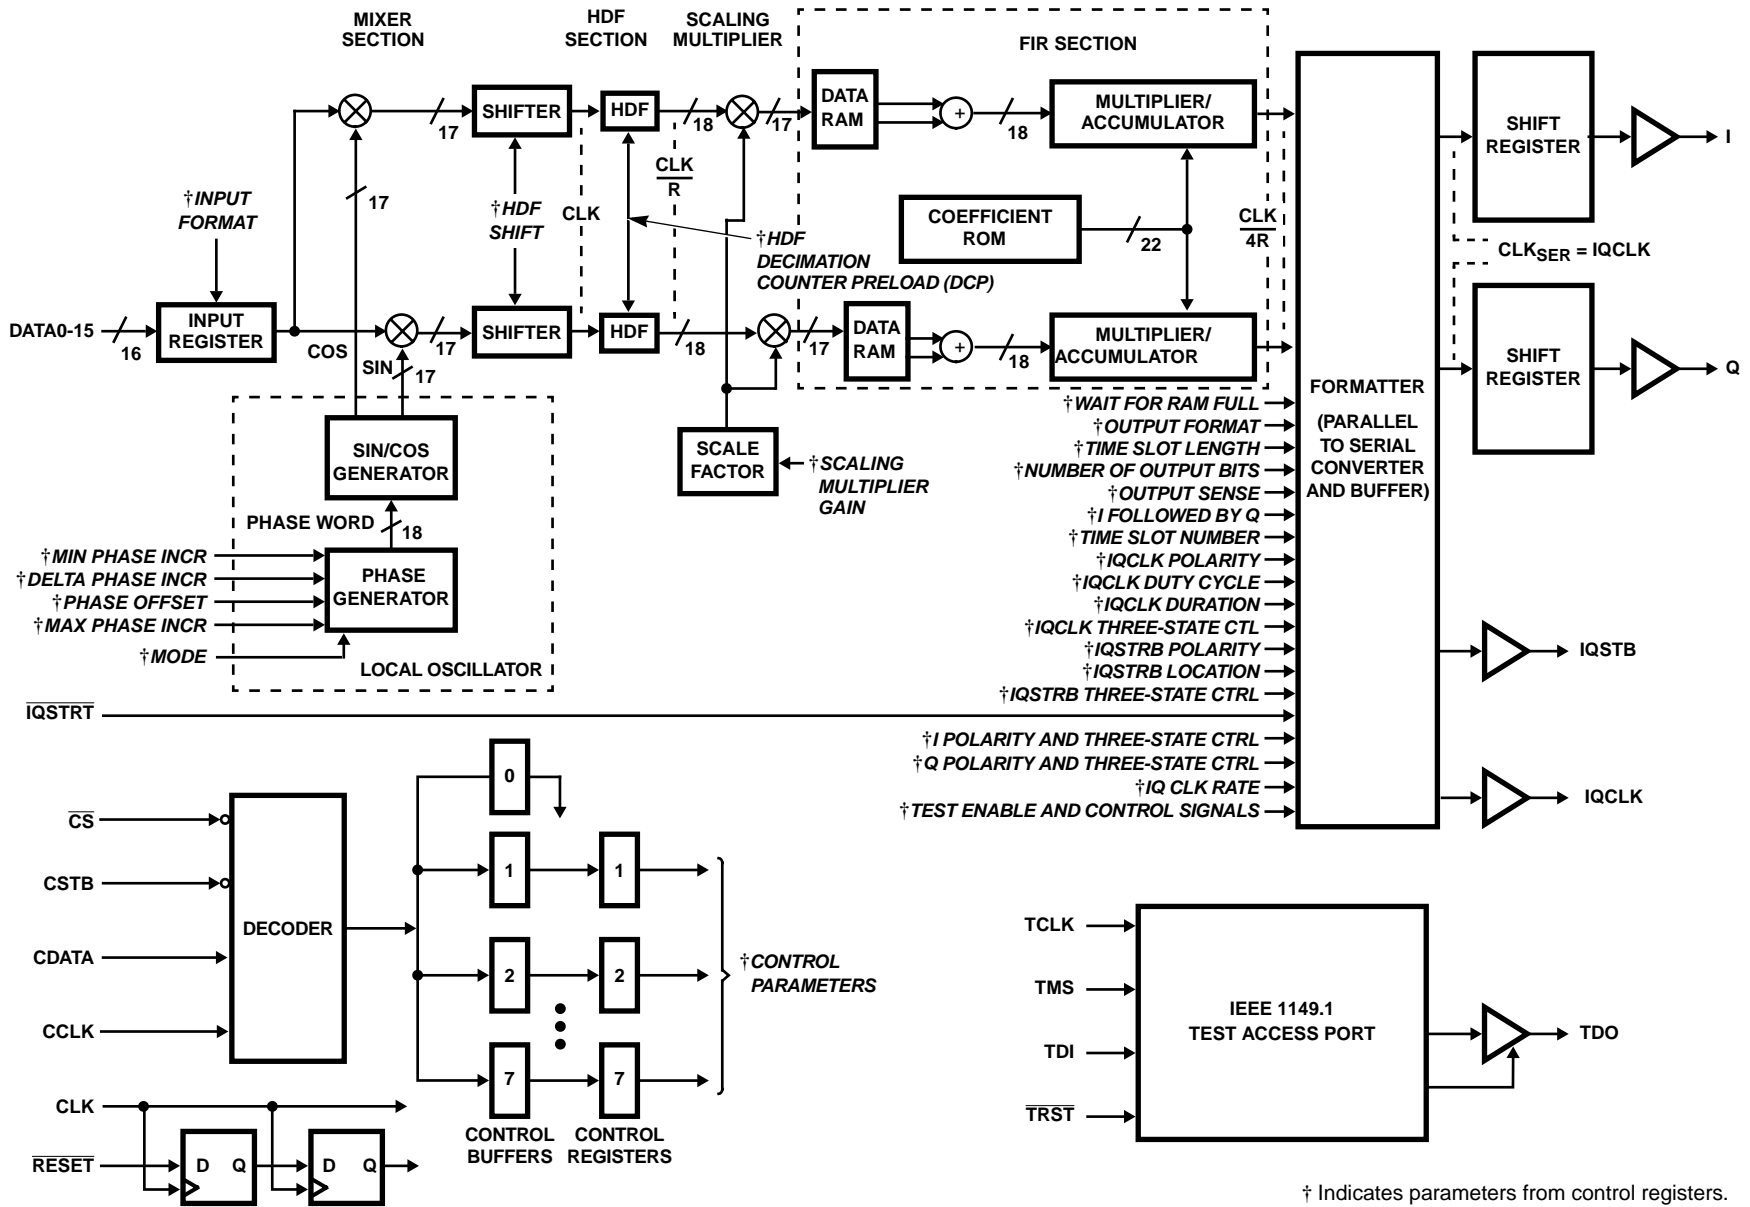 MIXER
SECTION
HDF
SECTION
SCALING
MULTIPLIER
FIR SECTION
17
SHIFTER
HDF
18
17
DATA
RAM
+
18
MULTIPLIER/
ACCUMULATOR
SHIFT
REGISTER
I
17
†INPUT
FORMAT
†HDF
SHIFT
CLK
CLK
R
†HDF
DECIMATION
COUNTER PRELOAD (DCP)
COEFFICIENT
ROM
22
CLK
4R
CLKSER = IQCLK
DATA0-15
16
INPUT
REGISTER
COS
SIN
17
17
SHIFTER
HDF
18
17
DATA
RAM
+
18
MULTIPLIER/
ACCUMULATOR
SHIFT
REGISTER
Q
FORMATTER
(PARALLEL
TO SERIAL
CONVERTER
AND BUFFER)
SIN/COS
GENERATOR
PHASE WORD
18
PHASE
GENERATOR
LOCAL OSCILLATOR
†MIN PHASE INCR
†DELTA PHASE INCR
†PHASE OFFSET
†MAX PHASE INCR
†MODE
SCALE
FACTOR
†SCALING
MULTIPLIER
GAIN
†WAIT FOR RAM FULL
†OUTPUT FORMAT
†TIME SLOT LENGTH
†NUMBER OF OUTPUT BITS
†OUTPUT SENSE
†I FOLLOWED BY Q
†TIME SLOT NUMBER
†IQCLK POLARITY
†IQCLK DUTY CYCLE
†IQCLK DURATION
†IQCLK THREE-STATE CTL
†IQSTRB POLARITY
†IQSTRB LOCATION
†IQSTRB THREE-STATE CTRL
IQSTRT
†I POLARITY AND THREE-STATE CTRL
†Q POLARITY AND THREE-STATE CTRL
†IQ CLK RATE
†TEST ENABLE AND CONTROL SIGNALS
IQSTB
IQCLK
CS
CSTB
CDATA
CCLK
DECODER
0
1
1
2
2
7
7
†CONTROL
PARAMETERS
CONTROL
BUFFERS
CONTROL
REGISTERS
CLK
RESET
D Q
D Q
TCLK
TMS
TDI
TRST
IEEE 1149.1
TEST ACCESS PORT
TDO
† Indicates parameters from control registers.